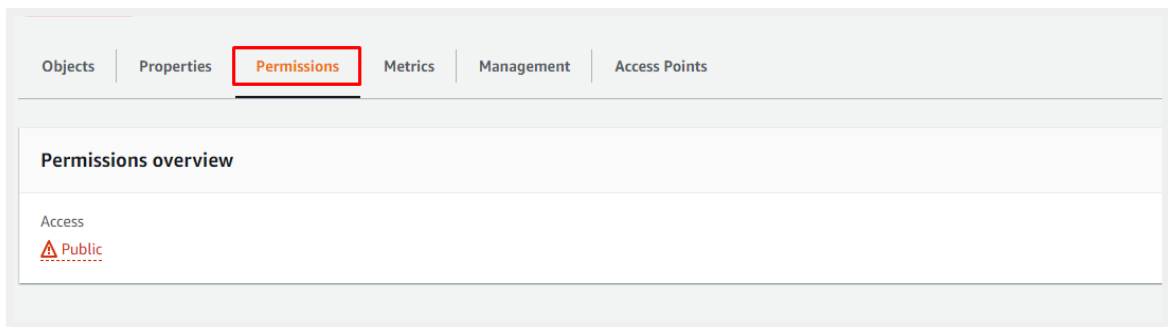 Objects Properties Permissions Metrics Management Access Points
Permissions overview
Access
Public